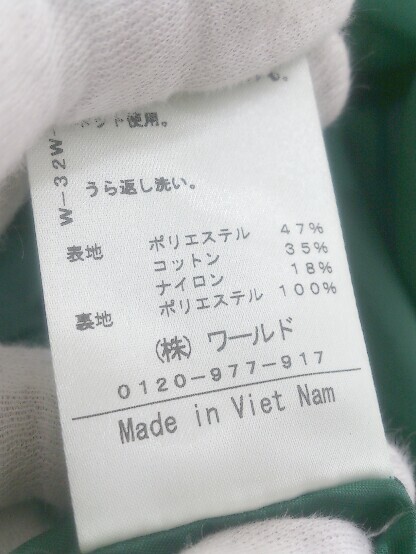 ネット使用。
うら返し洗い。
表地 ポリエステル 47%
コットン 35%
ナイロン 18%
裏地 ポリエステル 100%
(株) ワールド
0120-977-917
Made in Viet Nam
W-32W-